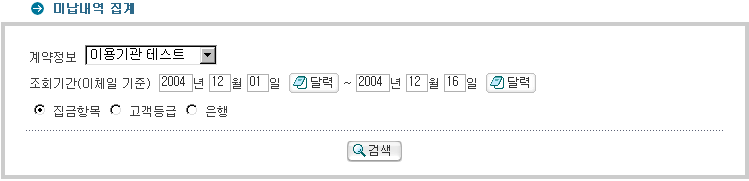 미납내역 집계
계약정보 이용기관 테스트
조회기간(이체일 기준) 2004 년 12 월 01 일 달력 ~ 2004 년 12 월 16 일 달력
집금항목 고객등급 은행
검색